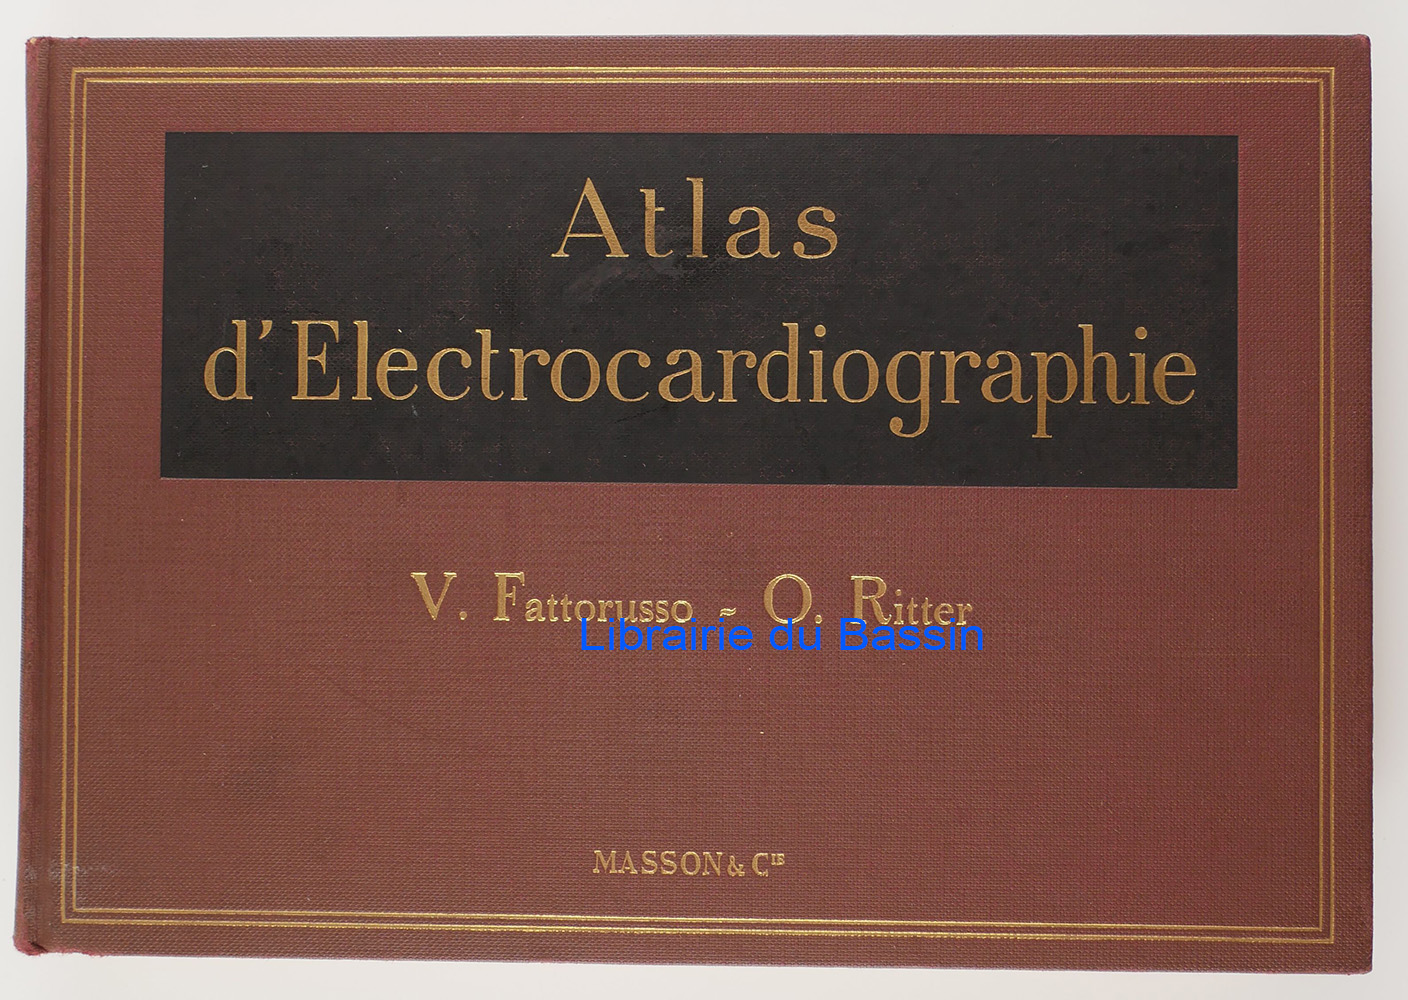 Atlas
d'Electrocardiographie
V. Fattorusso - O. Ritter
Librairie du Bassin
MASSON & CIE